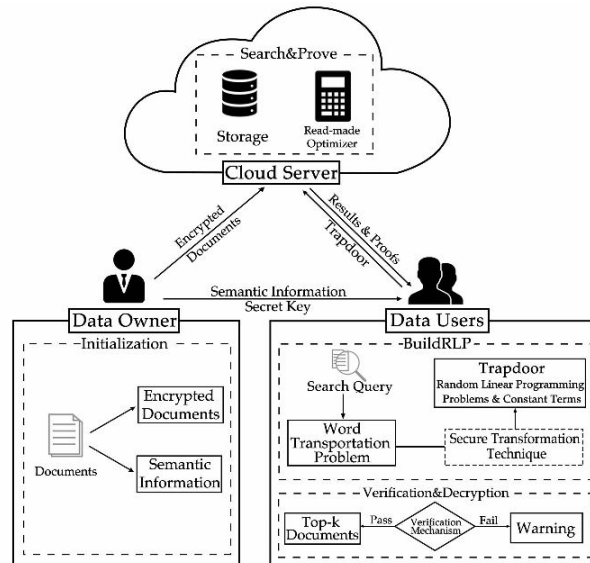 Search&Prove
Storage
Read-made
Optimizer
Cloud Server
Encrypted
Documents
Results & Proofs
Trapdoor
Semantic Information
Secret Key
Data Owner
Initialization
Documents
Encrypted
Documents
Semantic
Information
Data Users
BuildRLP
Search Query
Word
Transportation
Problem
Trapdoor
Random Linear Programming
Problems & Constant Terms
Secure Transformation
Technique
Verification&Decryption
Top-k
Documents
Pass
Verification
Mechanism
Fail
Warning